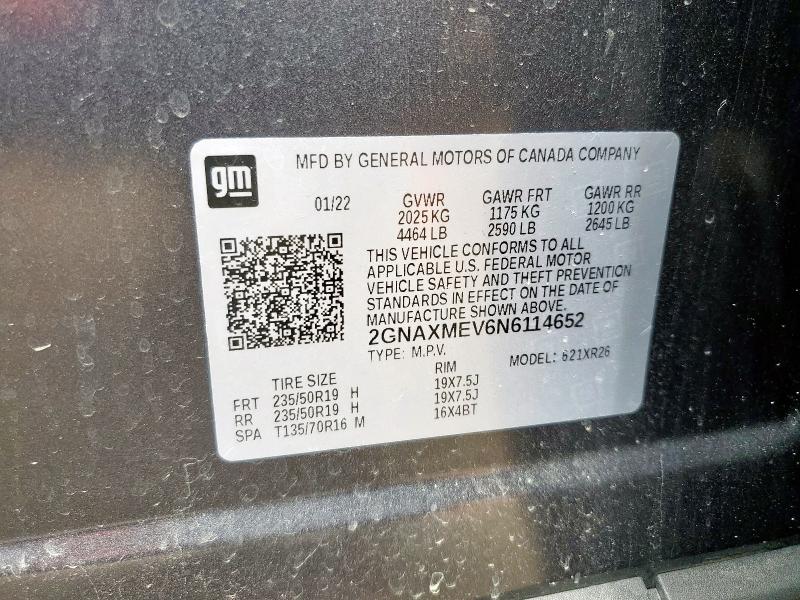 gm
MFD BY GENERAL MOTORS OF CANADA COMPANY
01/22 GVWR GAWR FRT GAWR RR
2025 KG 1175 KG 1200 KG
4464 LB 2590 LB 2645 LB
THIS VEHICLE CONFORMS TO ALL
APPLICABLE U.S. FEDERAL MOTOR
VEHICLE SAFETY AND THEFT PREVENTION
STANDARDS IN EFFECT ON THE DATE OF
MANUFACTURE SHOWN ABOVE.
2GNAXMEV6N6114652
TYPE: M.P.V. MODEL: 621XR26
TIRE SIZE RIM
FRT 235/50R19 H 19X7.5J
RR 235/50R19 H 19X7.5J
SPA T135/70R16 M 16X4BT